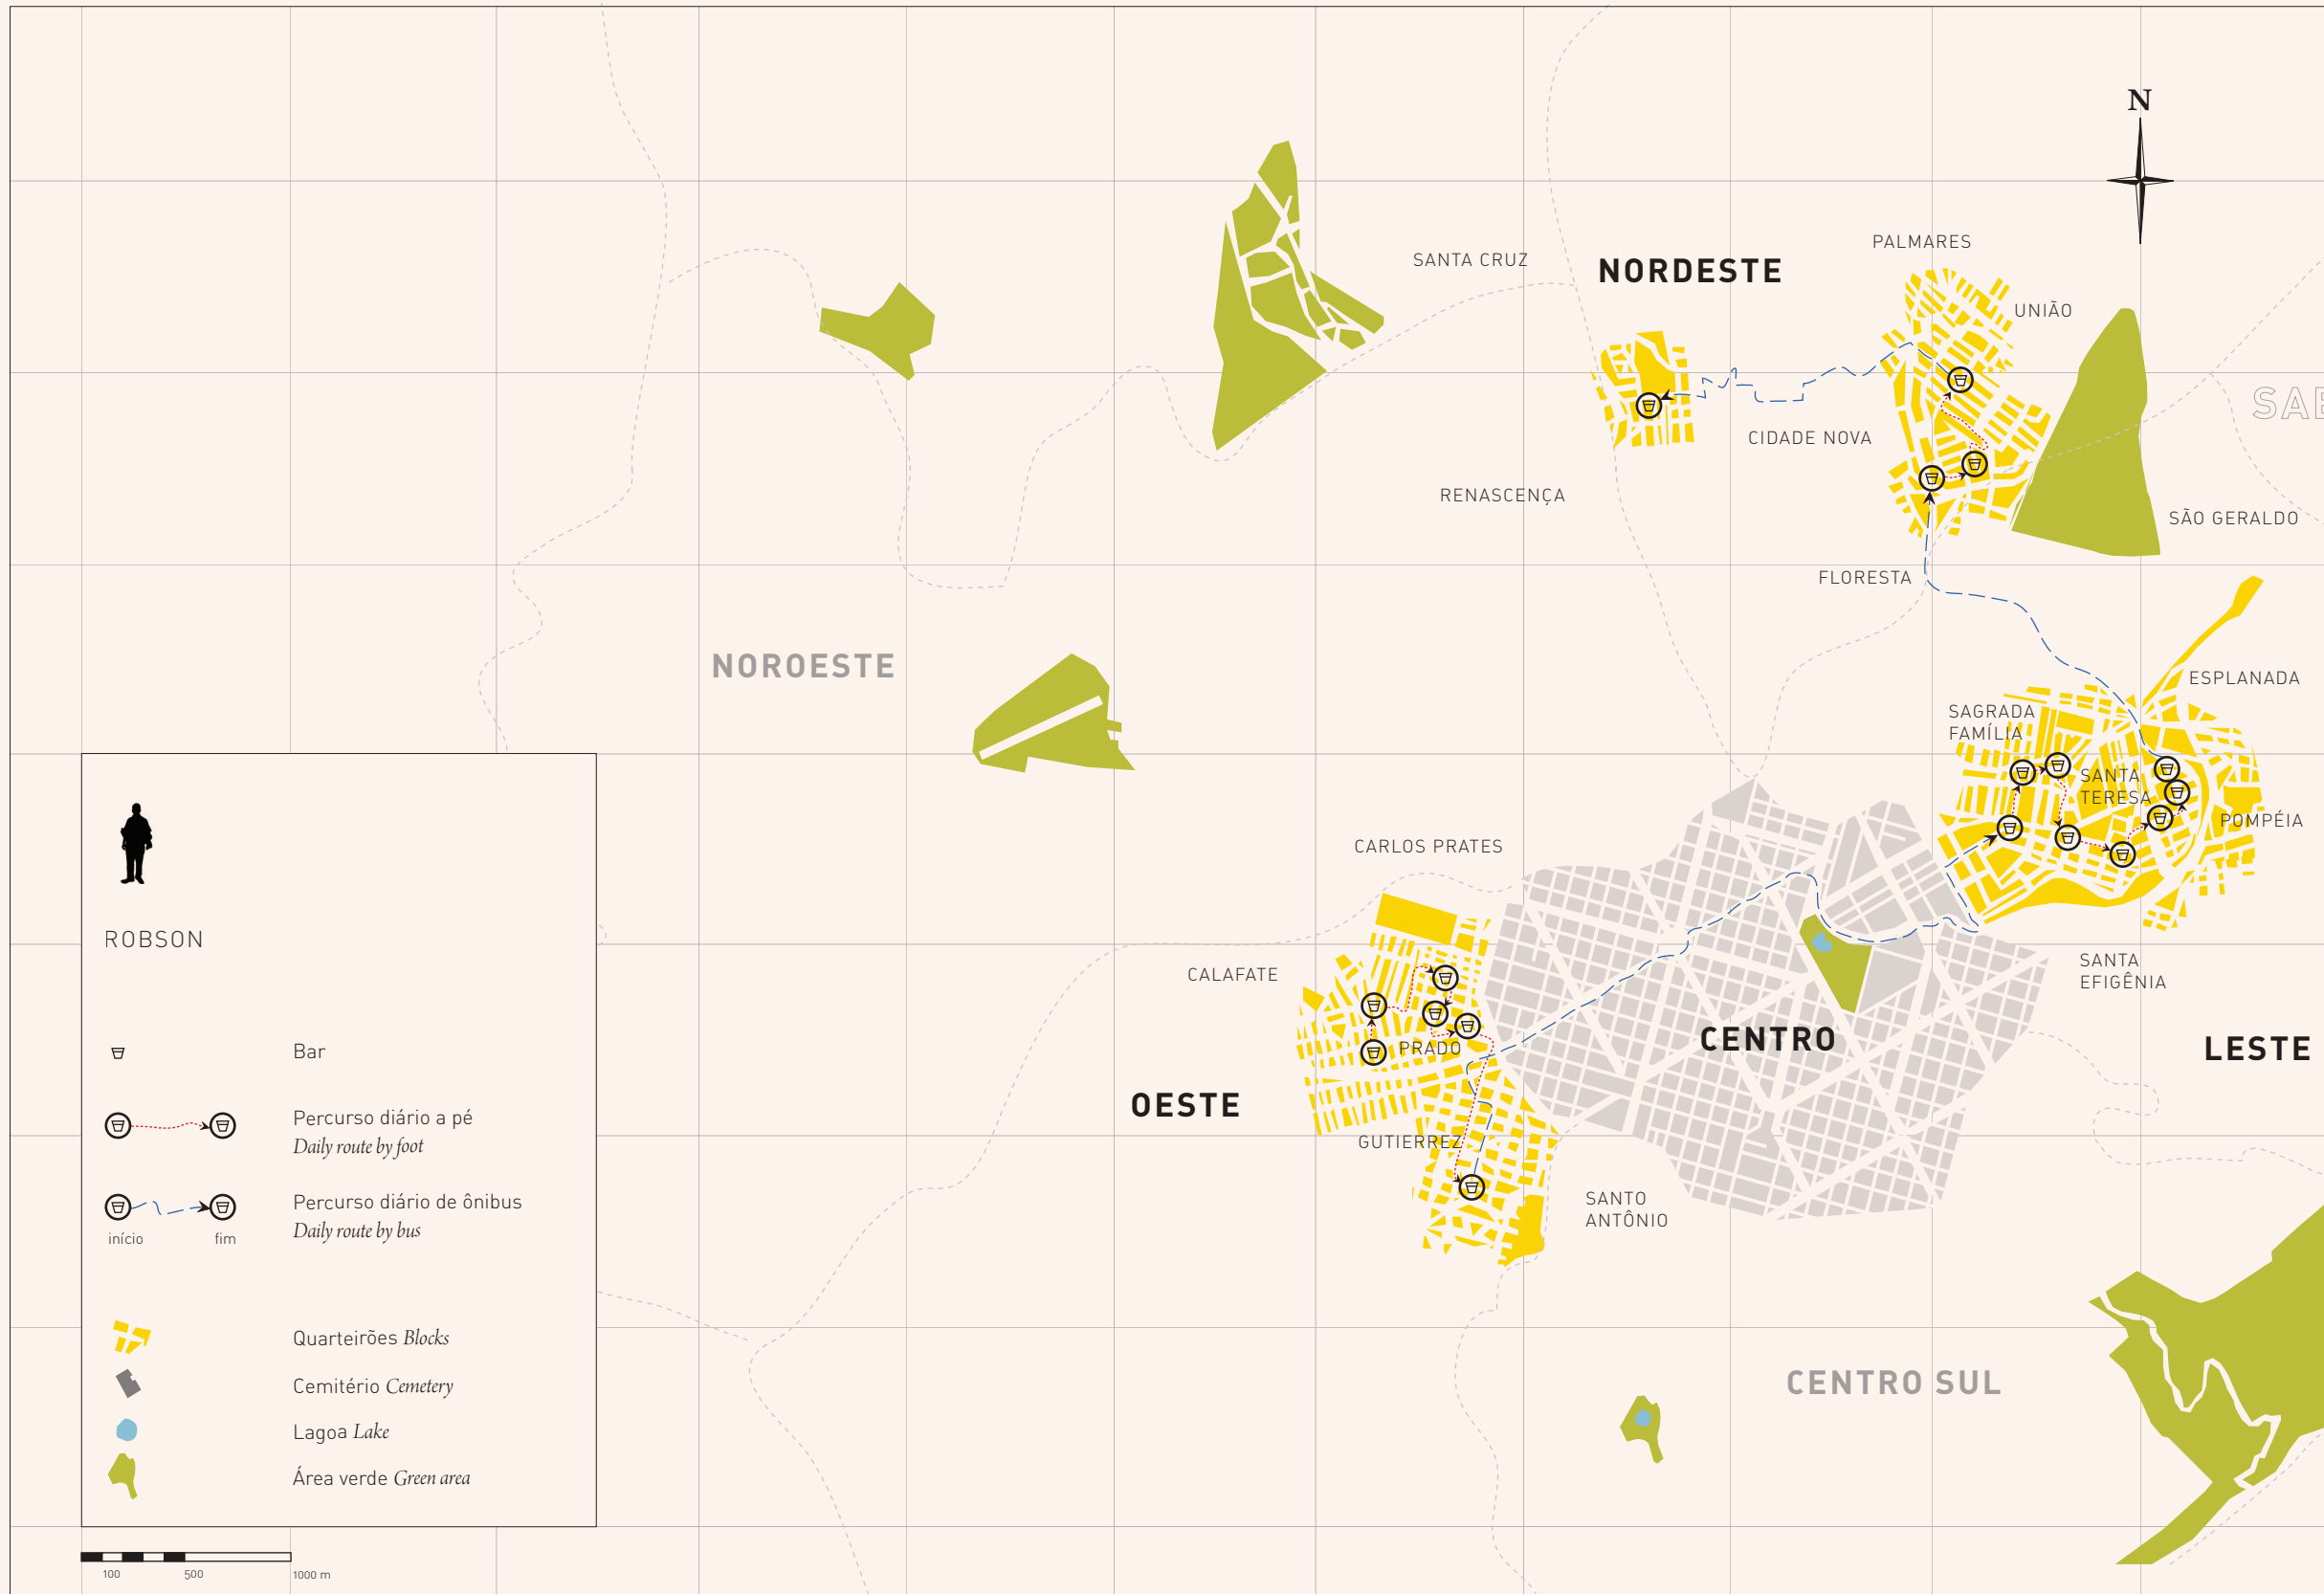 N
PALMARES
SANTA CRUZ
NORDESTE
UNIÃO
CIDADE NOVA
RENASCENÇA
SÃO GERALDO
FLORESTA
NOROESTE
ESPLANADA
SAGRADA
FAMÍLIA
SANTA
TERESA
POMPÉIA
CARLOS PRATES
CALAFATE
SANTA
EFIGÊNIA
CENTRO
PRADO
LESTE
OESTE
GUTIERREZ
SANTO
ANTÔNIO
CENTRO SUL
ROBSON
Bar
Percurso diário a pé
Daily route by foot
Percurso diário de ônibus
Daily route by bus
início fim
Quarteirões Blocks
Cemitério Cemetery
Lagoa Lake
Área verde Green area
100 500 1000 m